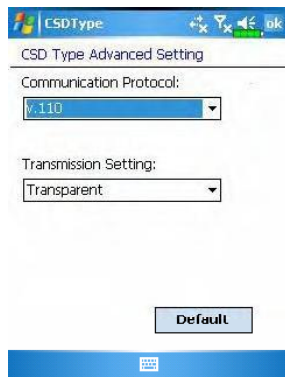 CSDType ok
CSD Type Advanced Setting
Communication Protocol:
v.110
Transmission Setting:
Transparent
Default